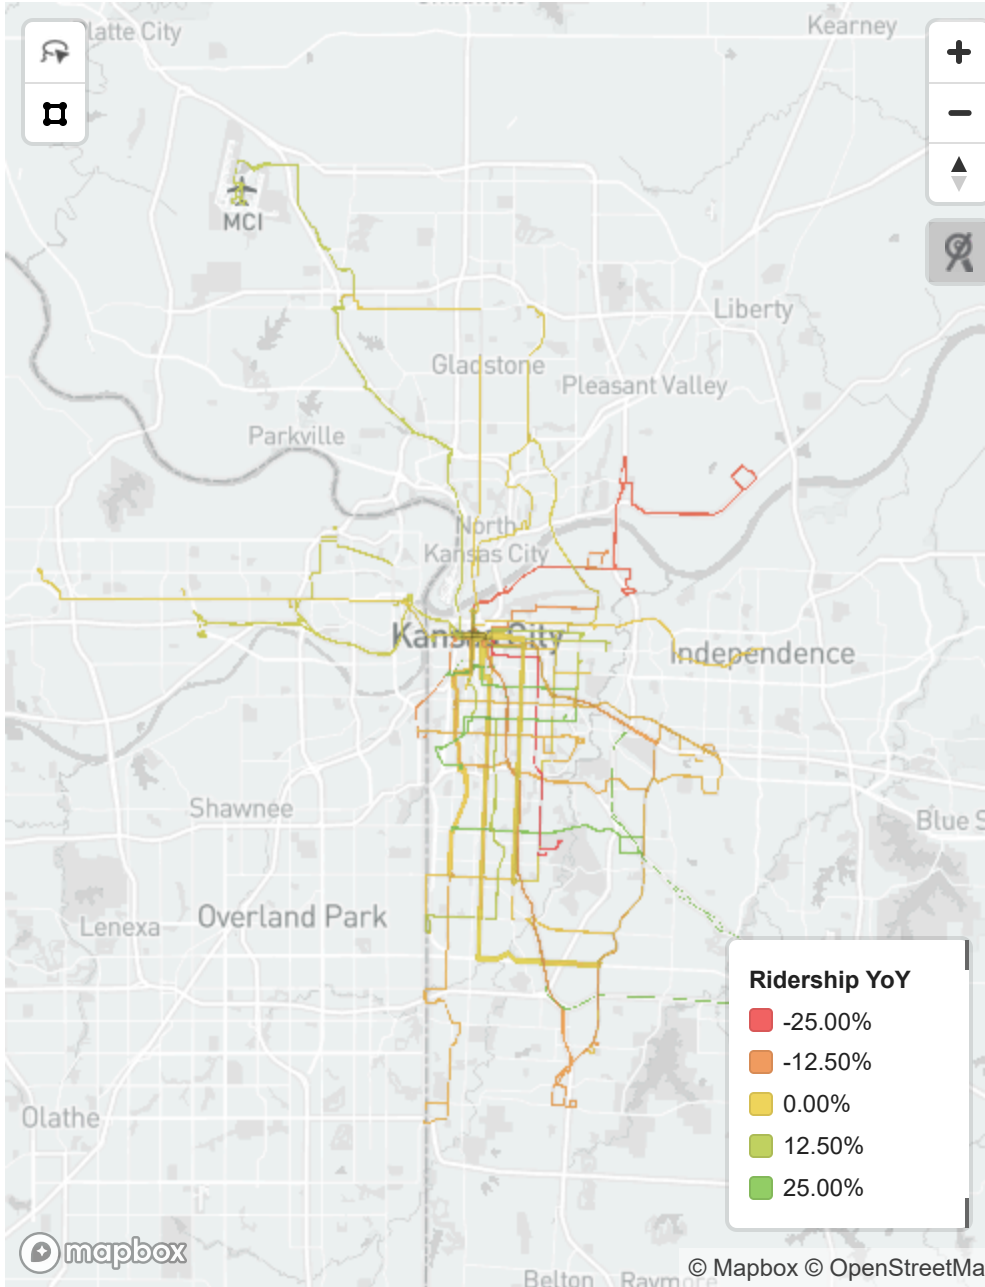 Platte City
Kearney
MCI
Liberty
Gladstone
Pleasant Valley
Parkville
North
Kansas City
Kansas City
Independence
Shawnee
Blue S
Lenexa
Overland Park
Olathe
Ridership YoY
-25.00%
-12.50%
0.00%
12.50%
25.00%
mapbox
© Mapbox © OpenStreetMa
Belton
Raymore